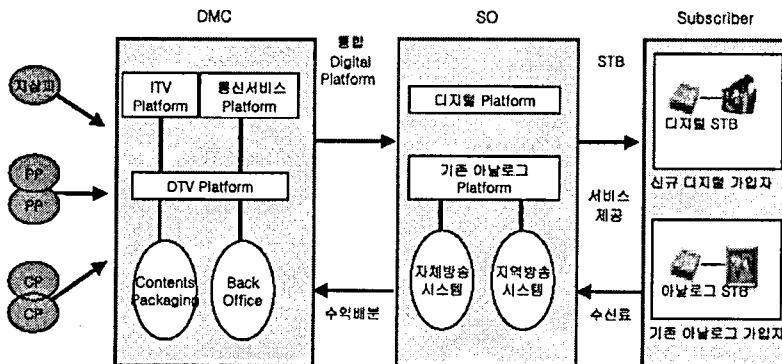 DMC
통합
Digital
Platform
SO
STB
Subscriber
지상파
PP
PP
CP
CP
ITV
Platform
통신서비스
Platform
DTV Platform
Contents
Packaging
Back
Office
수익배분
디지털 Platform
기존 아날로그
Platform
자체방송
시스템
지역방송
시스템
서비스
제공
수신료
디지털 STB
신규 디지털 가입자
아날로그 STB
기존 아날로그 가입자